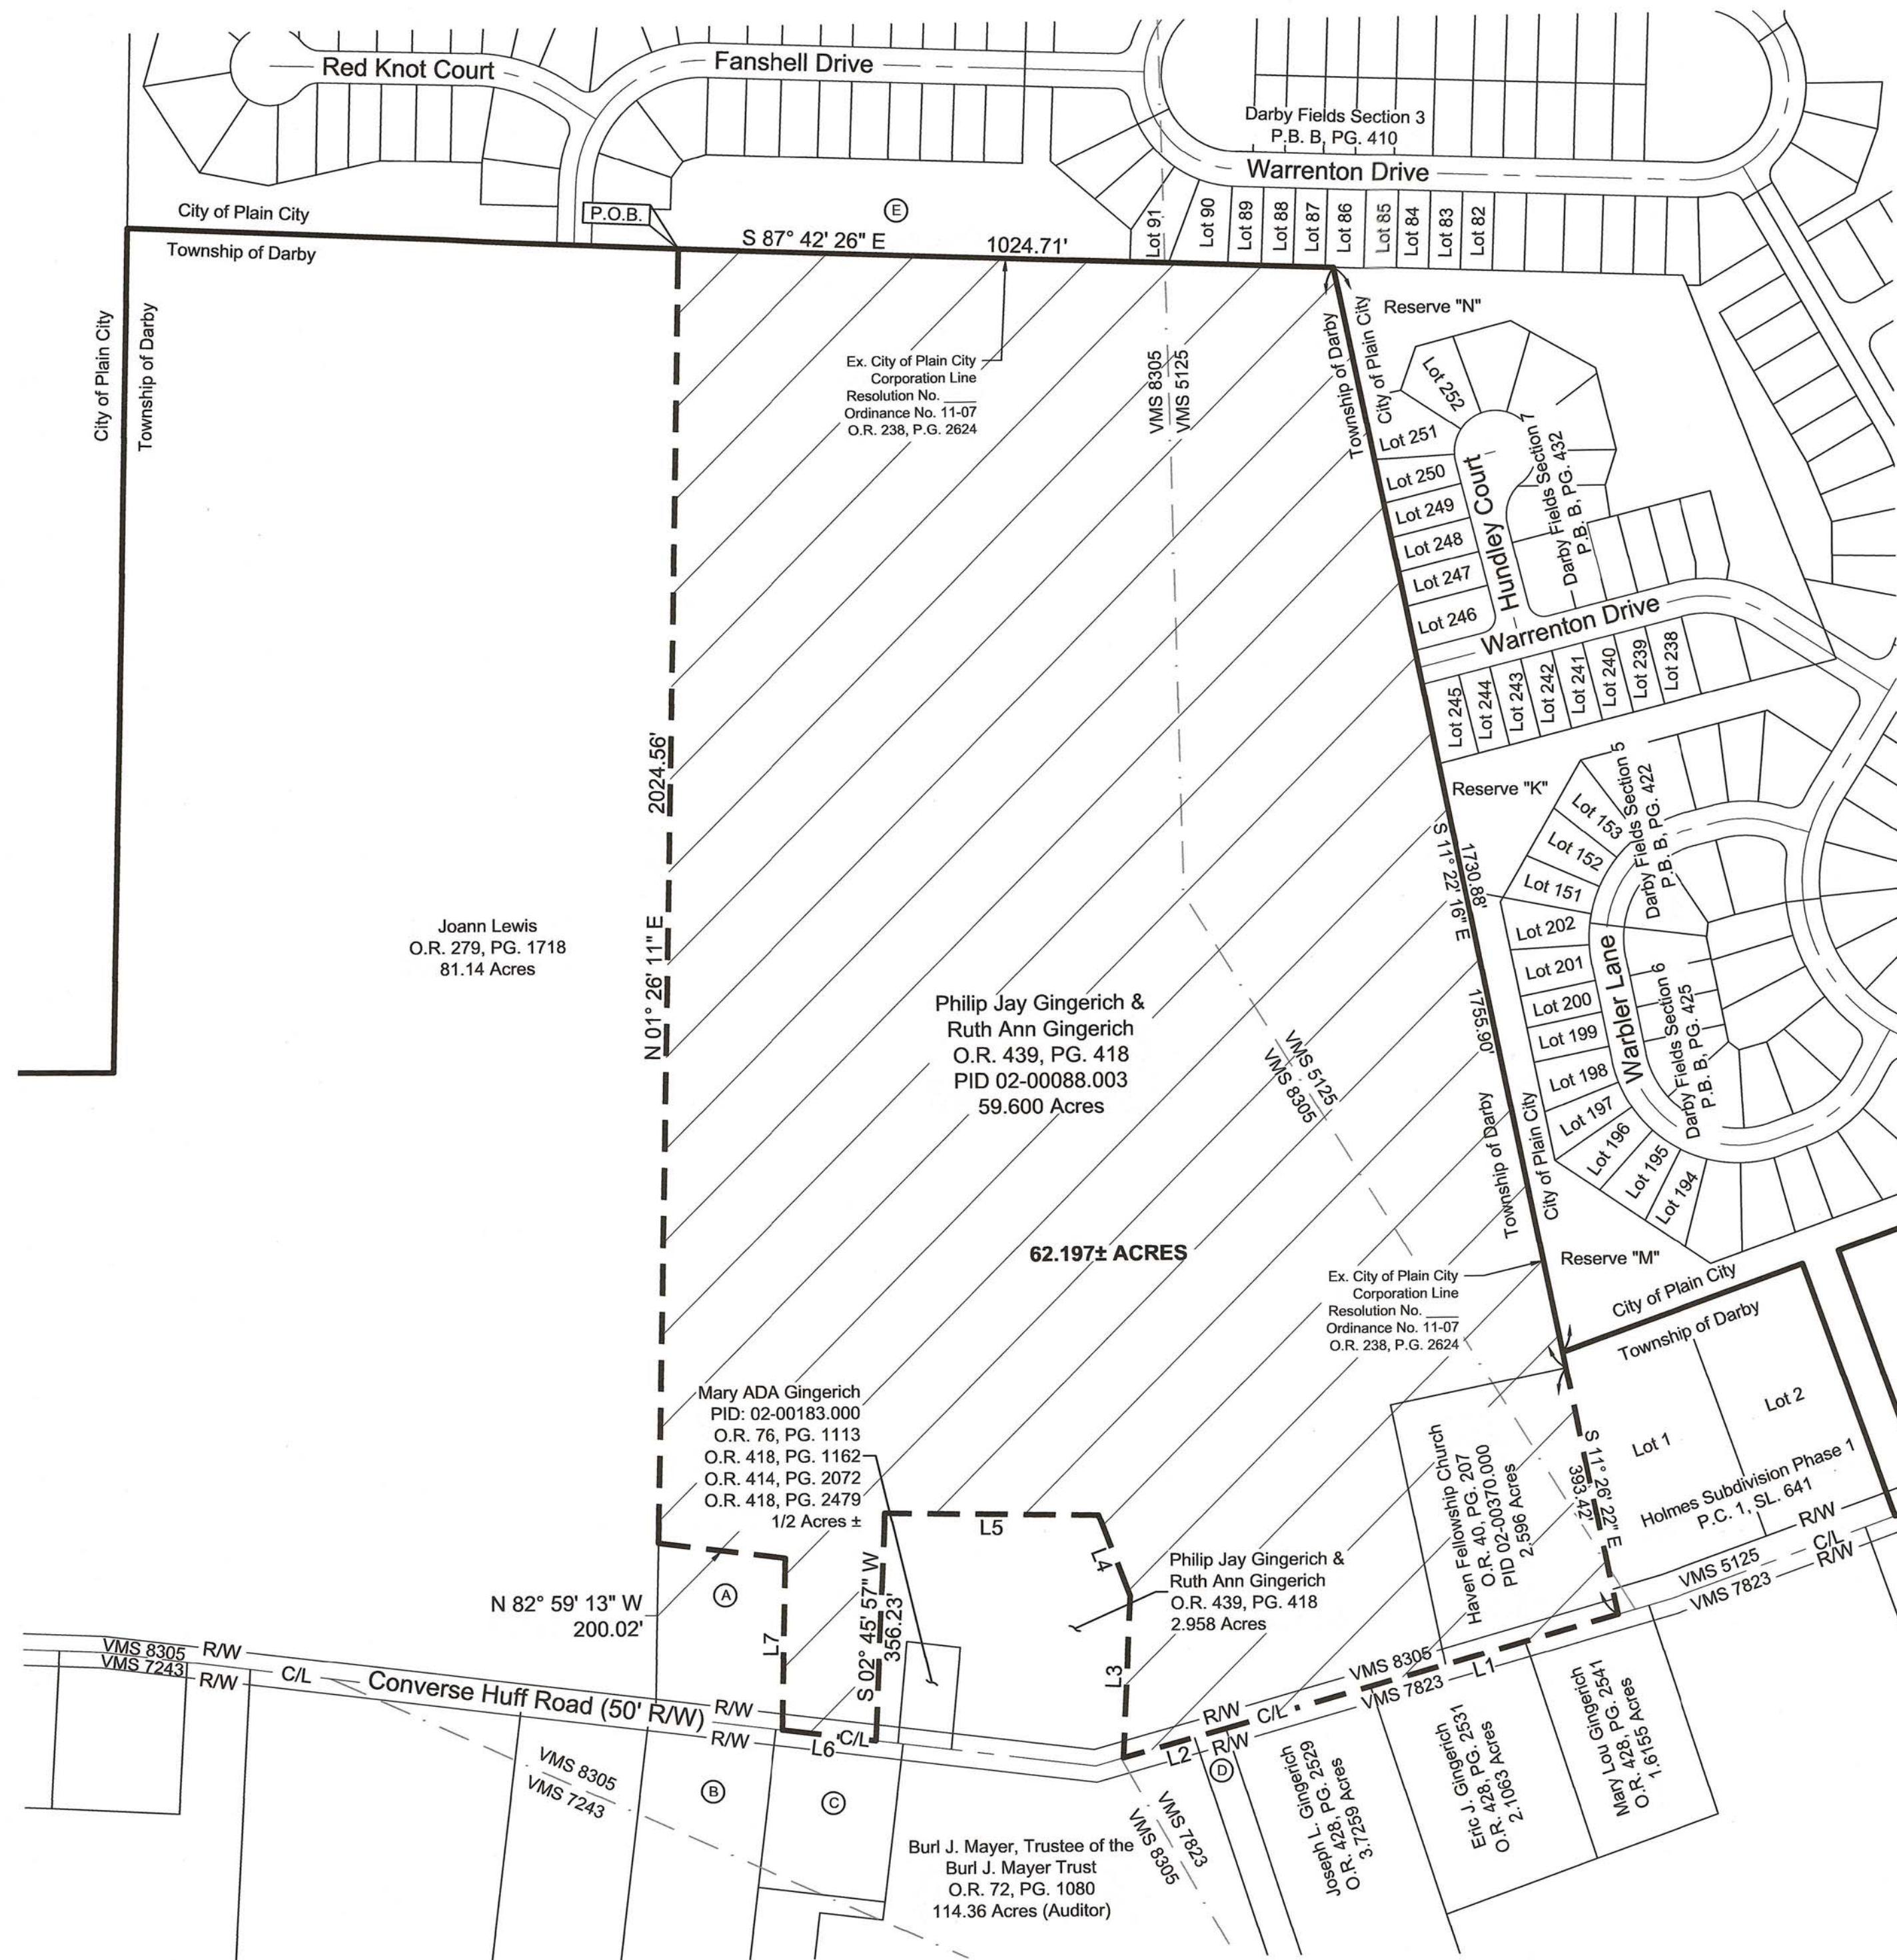 Red Knot Court
Fanshell Drive
Darby Fields Section 3
P.B. B, PG. 410
Warrenton Drive
City of Plain City
Township of Darby
P.O.B.
E
S 87° 42' 26" E
1024.71'
Lot 91
Lot 90
Lot 89
Lot 88
Lot 87
Lot 86
Lot 85
Lot 84
Lot 83
Lot 82
City of Plain City
Township of Darby
Ex. City of Plain City
Corporation Line
Resolution No. ____
Ordinance No. 11-07
O.R. 238, P.G. 2624
VMS 8305
VMS 5125
Township of Darby
City of Plain City
Reserve "N"
Lot 252
Lot 251
Lot 250
Lot 249
Lot 248
Lot 247
Lot 246
Hundley Court
Darby Fields Section 7
P.B. B, PG. 432
Warrenton Drive
Lot 245
Lot 244
Lot 243
Lot 242
Lot 241
Lot 240
Lot 239
Lot 238
2024.56'
N 01° 26' 11" E
Reserve "K"
Lot 153
Lot 152
Lot 151
Darby Fields Section 5
P.B. B, PG. 422
S 11° 22' 16" E
1730.88'
1755.90'
Joann Lewis
O.R. 279, PG. 1718
81.14 Acres
Lot 202
Lot 201
Lot 200
Lot 199
Lot 198
Lot 197
Lot 196
Lot 195
Lot 194
Warbler Lane
Darby Fields Section 6
P.B. B, PG. 425
Philip Jay Gingerich &
Ruth Ann Gingerich
O.R. 439, PG. 418
PID 02-00088.003
59.600 Acres
VMS 5125
VMS 8305
Township of Darby
City of Plain City
62.197± ACRES
Reserve "M"
Ex. City of Plain City
Corporation Line
Resolution No. ____
Ordinance No. 11-07
O.R. 238, P.G. 2624
City of Plain City
Township of Darby
Mary ADA Gingerich
PID: 02-00183.000
O.R. 76, PG. 1113
O.R. 418, PG. 1162
O.R. 414, PG. 2072
O.R. 418, PG. 2479
1/2 Acres ±
Lot 1
Lot 2
Holmes Subdivision Phase 1
P.C. 1, SL. 641
Haven Fellowship Church
O.R. 40, PG. 207
PID 02-00370.000
2.596 Acres
S 11° 26' 22" E
393.42'
L5
L4
Philip Jay Gingerich &
Ruth Ann Gingerich
O.R. 439, PG. 418
2.958 Acres
N 82° 59' 13" W
200.02'
A
L7
S 02° 45' 57" W
356.23'
L3
R/W
C/L
R/W
VMS 5125
VMS 7823
VMS 8305
VMS 7243
R/W
R/W
C/L
Converse Huff Road (50' R/W)
R/W
R/W
L6
C/L
L2
R/W
C/L
R/W
VMS 8305
VMS 7823
L1
D
VMS 8305
VMS 7243
B
C
Burl J. Mayer, Trustee of the
Burl J. Mayer Trust
O.R. 72, PG. 1080
114.36 Acres (Auditor)
VMS 7823
VMS 8305
Joseph L. Gingerich
O.R. 428, PG. 2529
3.7259 Acres
Eric J. Gingerich
O.R. 428, PG. 2531
2.1063 Acres
Mary Lou Gingerich
O.R. 428, PG. 2541
1.6155 Acres